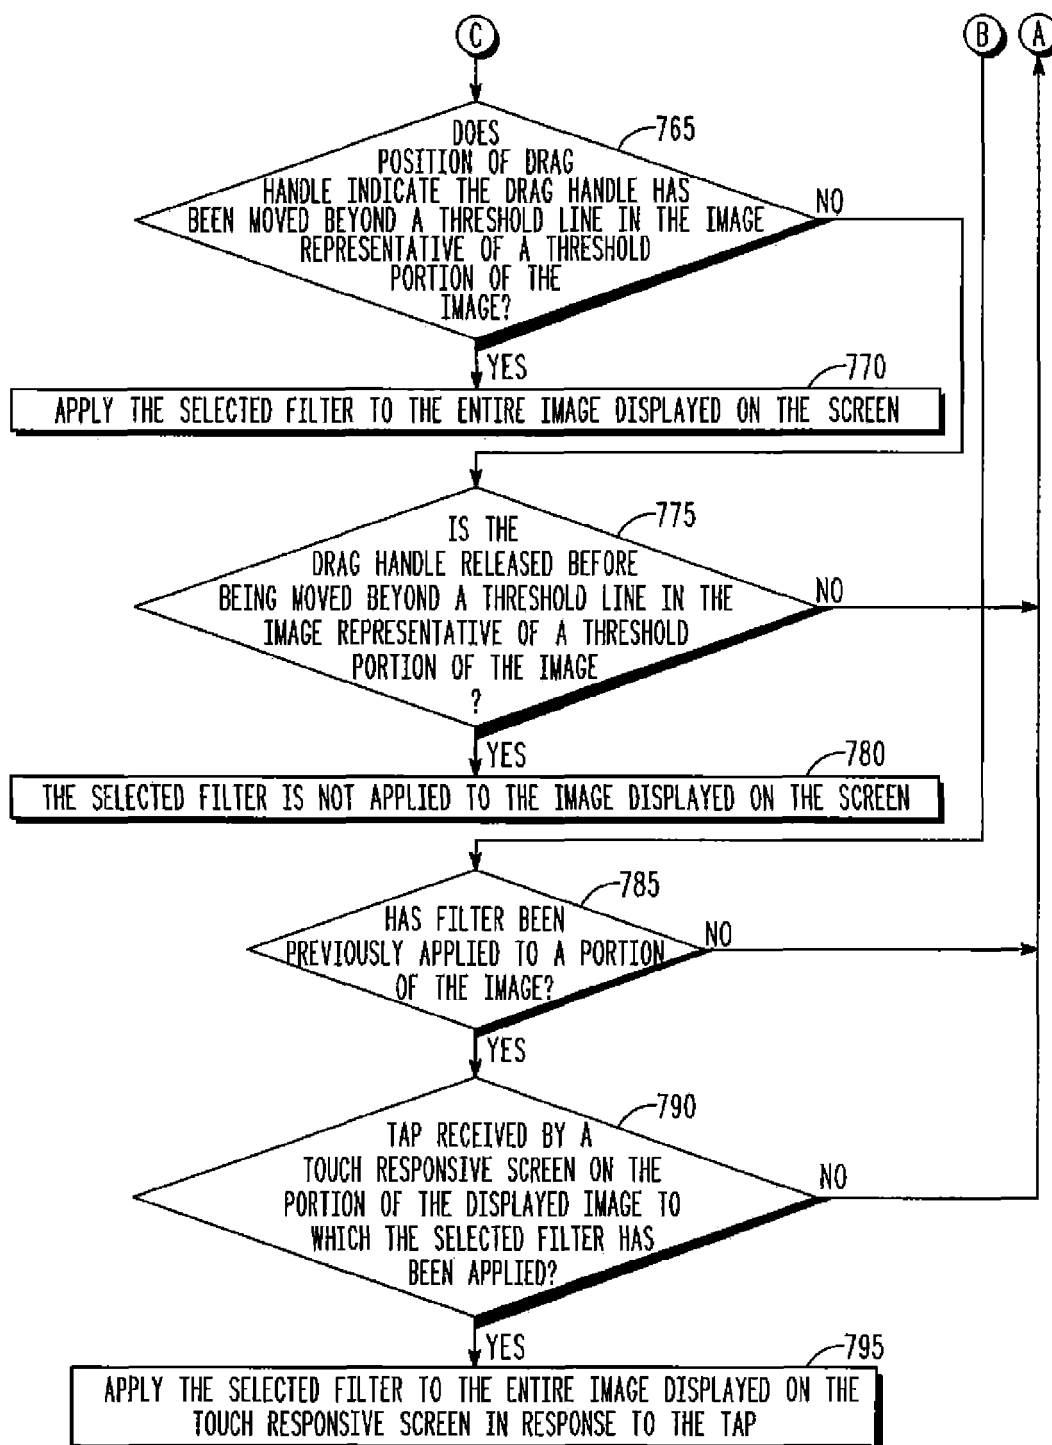 C
B
A
765
DOES
POSITION OF DRAG
HANDLE INDICATE THE DRAG HANDLE HAS
BEEN MOVED BEYOND A THRESHOLD LINE IN THE IMAGE
REPRESENTATIVE OF A THRESHOLD
PORTION OF THE
IMAGE?
NO
YES
770
APPLY THE SELECTED FILTER TO THE ENTIRE IMAGE DISPLAYED ON THE SCREEN
775
IS THE
DRAG HANDLE RELEASED BEFORE
BEING MOVED BEYOND A THRESHOLD LINE IN THE
IMAGE REPRESENTATIVE OF A THRESHOLD
PORTION OF THE IMAGE
?
NO
YES
780
THE SELECTED FILTER IS NOT APPLIED TO THE IMAGE DISPLAYED ON THE SCREEN
785
HAS FILTER BEEN
PREVIOUSLY APPLIED TO A PORTION
OF THE IMAGE?
NO
YES
790
TAP RECEIVED BY A
TOUCH RESPONSIVE SCREEN ON THE
PORTION OF THE DISPLAYED IMAGE TO
WHICH THE SELECTED FILTER HAS
BEEN APPLIED?
NO
YES
795
APPLY THE SELECTED FILTER TO THE ENTIRE IMAGE DISPLAYED ON THE
TOUCH RESPONSIVE SCREEN IN RESPONSE TO THE TAP